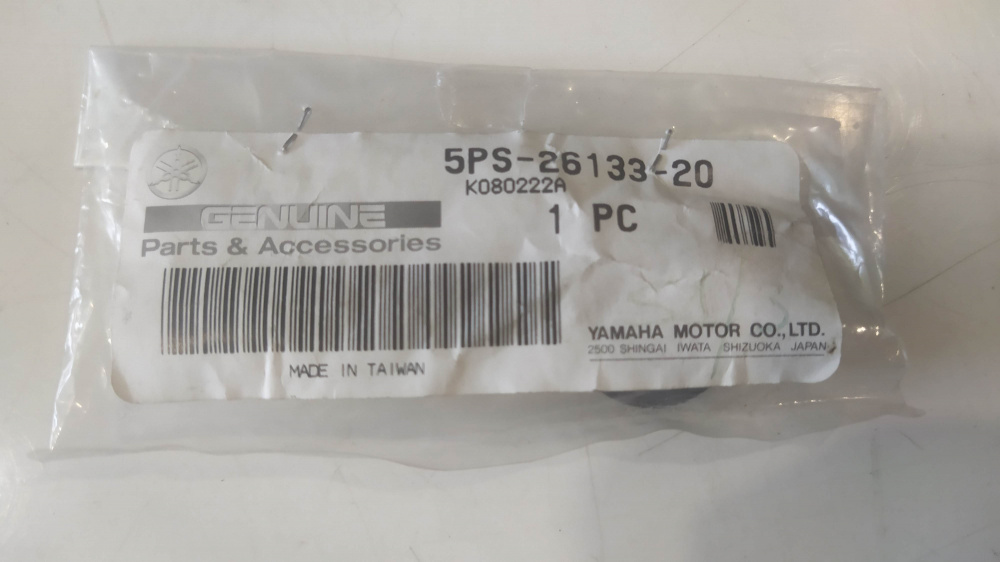 5PS-26133-20
K080222A
GENUINE
1 PC
Parts & Accessories
YAMAHA MOTOR CO.,LTD.
2500 SHINGAI IWATA SHIZUOKA JAPAN
MADE IN TAIWAN